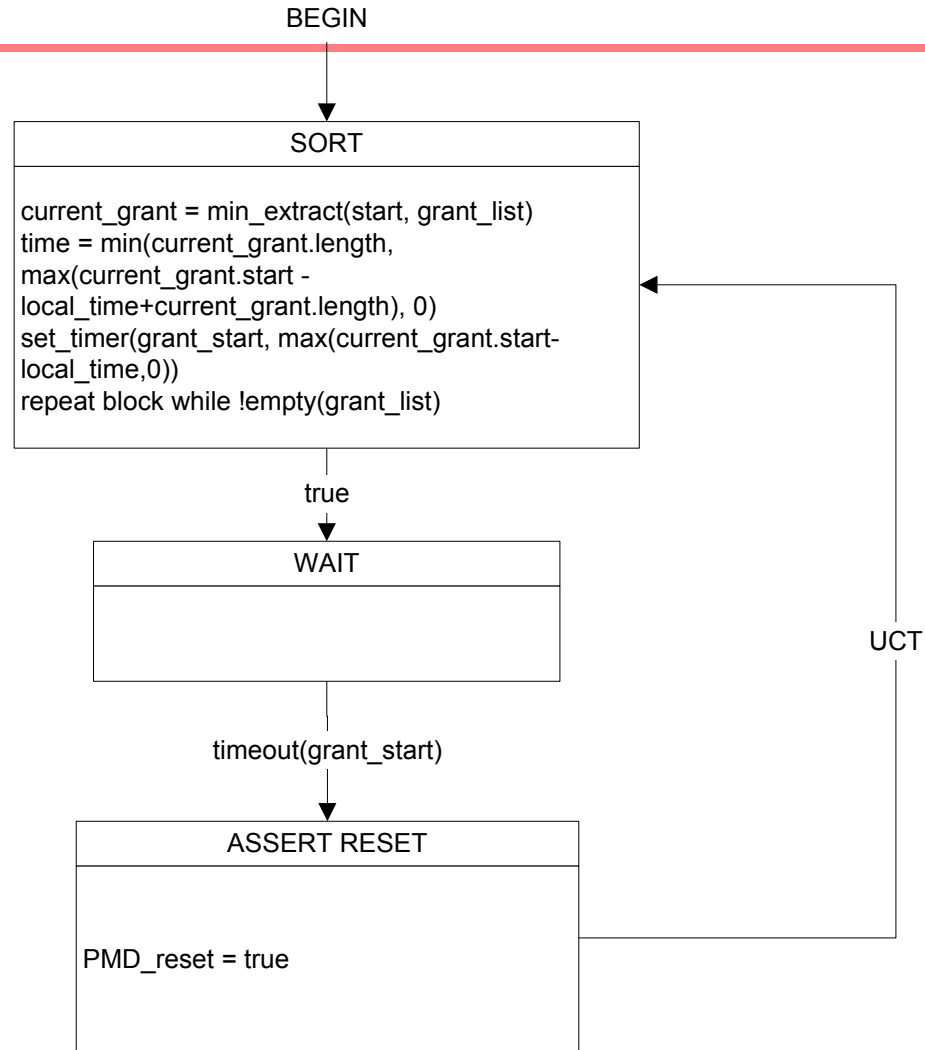 BEGIN
SORT
current_grant = min_extract(start, grant_list)
time = min(current_grant.length,
max(current_grant.start -
local_time+current_grant.length), 0)
set_timer(grant_start, max(current_grant.start-
local_time,0))
repeat block while !empty(grant_list)
true
WAIT
UCT
timeout(grant_start)
ASSERT RESET
PMD_reset = true